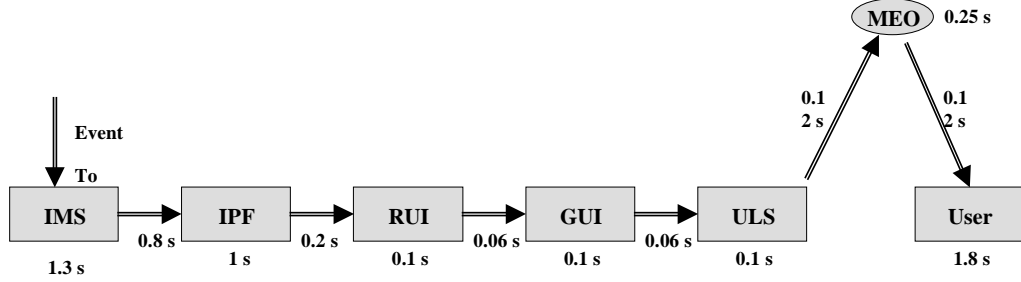 MEO 0.25 s
0.1
2 s
0.1
2 s
Event
To
IMS
IPF
RUI
GUI
ULS
User
0.8 s
0.2 s
0.06 s
0.06 s
1.3 s
1 s
0.1 s
0.1 s
0.1 s
1.8 s